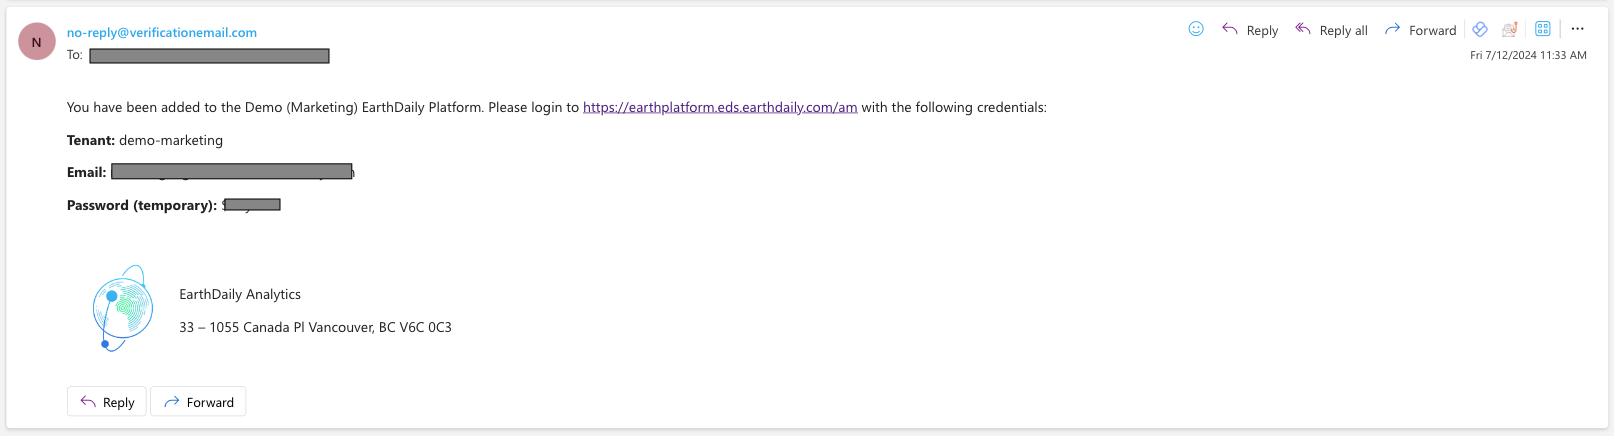 N
no-reply@verificationemail.com
Reply
Reply all
Forward
To:
Fri 7/12/2024 11:33 AM
You have been added to the Demo (Marketing) EarthDaily Platform. Please login to https://earthplatform.eds.earthdaily.com/am with the following credentials:
Tenant: demo-marketing
Email:
Password (temporary):
EarthDaily Analytics
33 – 1055 Canada Pl Vancouver, BC V6C 0C3
Reply
Forward